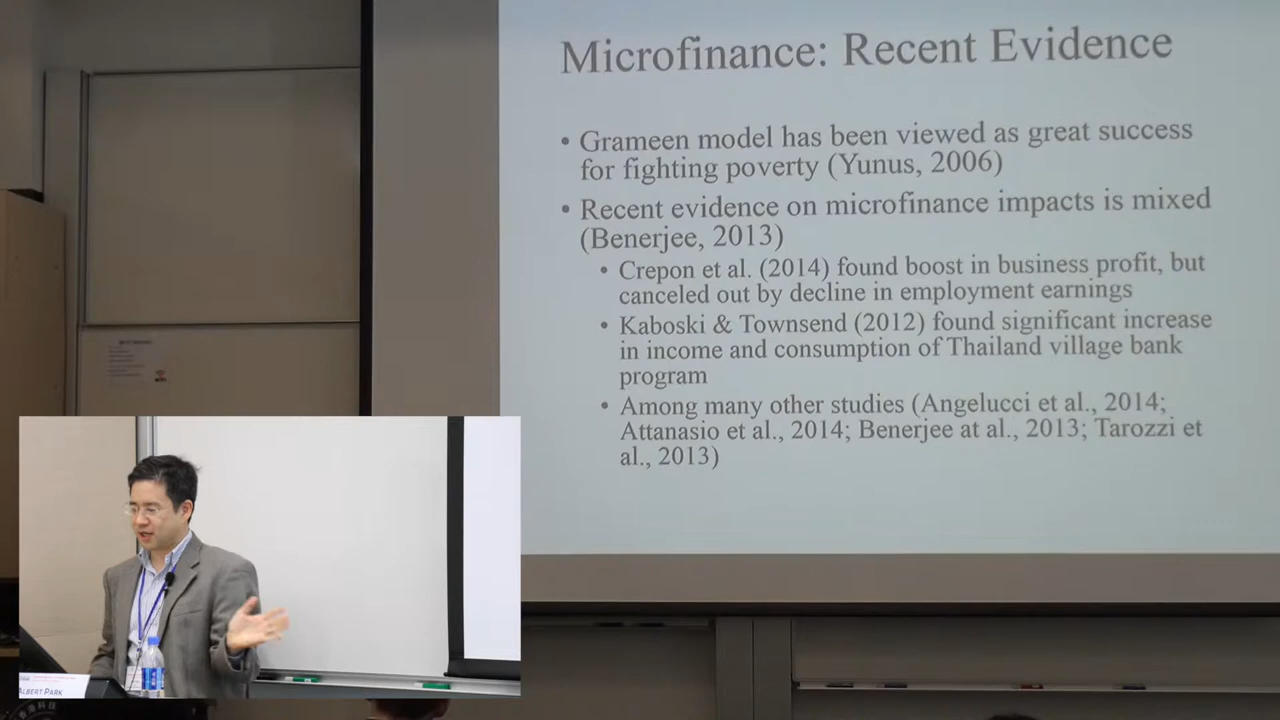 Microfinance: Recent Evidence
• Grameen model has been viewed as great success
for fighting poverty (Yunus, 2006)
• Recent evidence on microfinance impacts is mixed
(Benerjee, 2013)
• Crepon et al. (2014) found boost in business profit, but
canceled out by decline in employment earnings
• Kaboski & Townsend (2012) found significant increase
in income and consumption of Thailand village bank
program
• Among many other studies (Angelucci et al., 2014;
Attanasio et al., 2014; Benerjee at al., 2013; Tarozzi et
al., 2013)
ALBERT PARK